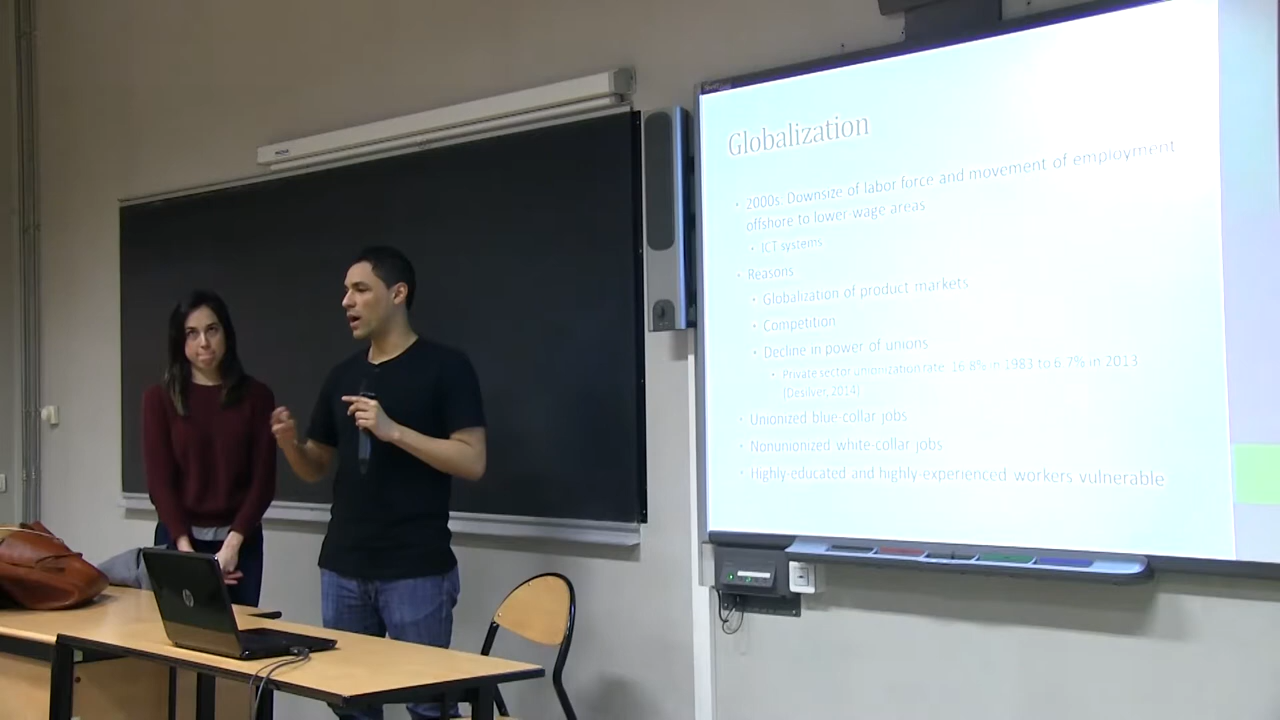 Globalization
2000s: Downsize of labor force and movement of employment
offshore to lower-wage areas
ICT systems
Reasons
Globalization of product markets
Competition
Decline in power of unions
Private sector unionization rate: 16.8% in 1983 to 6.7% in 2013
(Desilver, 2014)
Unionized blue-collar jobs
Nonunionized white-collar jobs
Highly-educated and highly-experienced workers vulnerable
hp